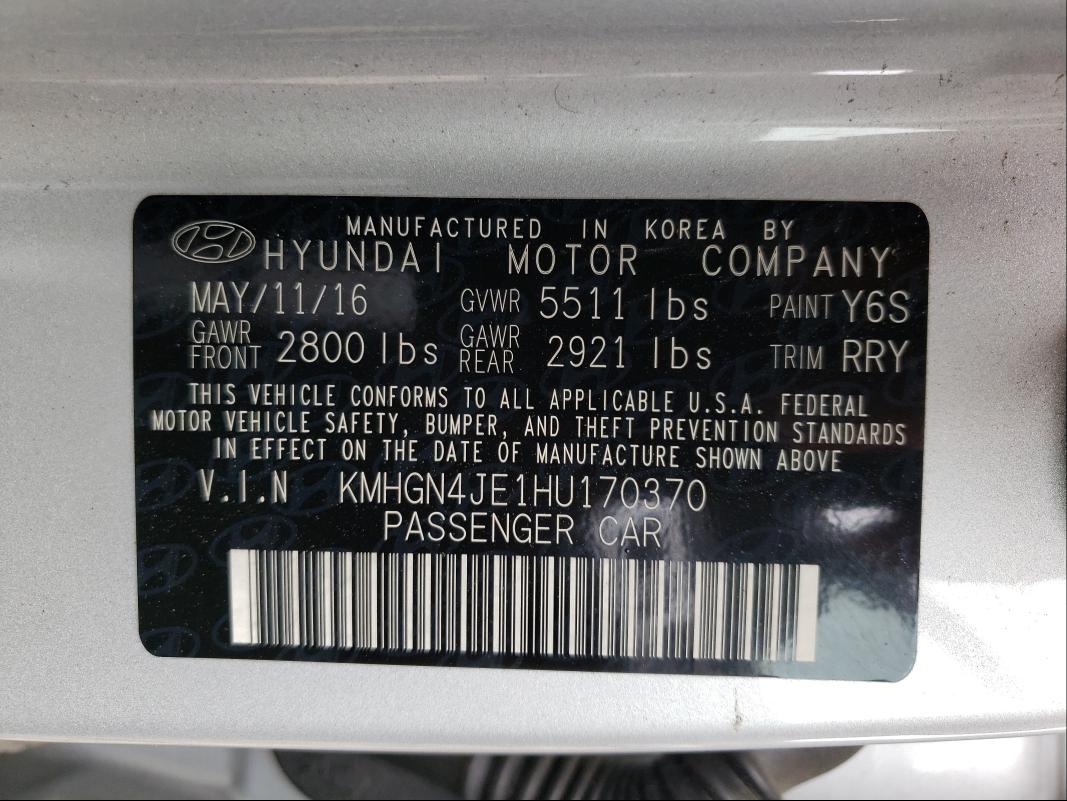 MANUFACTURED IN KOREA BY
HYUNDAI MOTOR COMPANY
MAY/11/16 GVWR 5511 lbs PAINT Y6S
GAWR FRONT 2800 lbs GAWR REAR 2921 lbs TRIM RRY
THIS VEHICLE CONFORMS TO ALL APPLICABLE U.S.A. FEDERAL
MOTOR VEHICLE SAFETY, BUMPER, AND THEFT PREVENTION STANDARDS
IN EFFECT ON THE DATE OF MANUFACTURE SHOWN ABOVE
V.I.N KMHGN4JE1HU170370
PASSENGER CAR